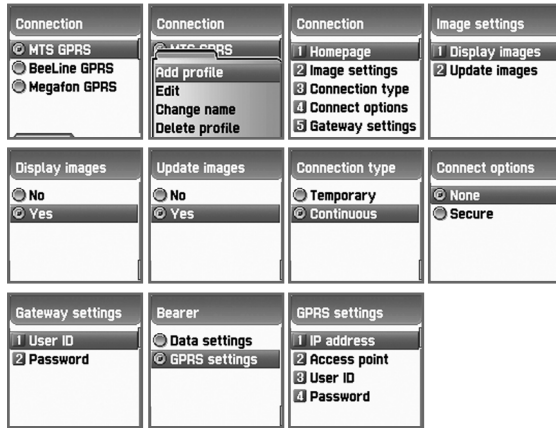 Connection
MTS GPRS
BeeLine GPRS
Megafon GPRS
Connection
MTS GPRS
Add profile
Edit
Change name
Delete profile
Connection
1 Homepage
2 Image settings
3 Connection type
4 Connect options
5 Gateway settings
Image settings
1 Display images
2 Update images
Display images
No
Yes
Update images
No
Yes
Connection type
Temporary
Continuous
Connect options
None
Secure
Gateway settings
1 User ID
2 Password
Bearer
Data settings
GPRS settings
GPRS settings
1 IP address
2 Access point
3 User ID
4 Password